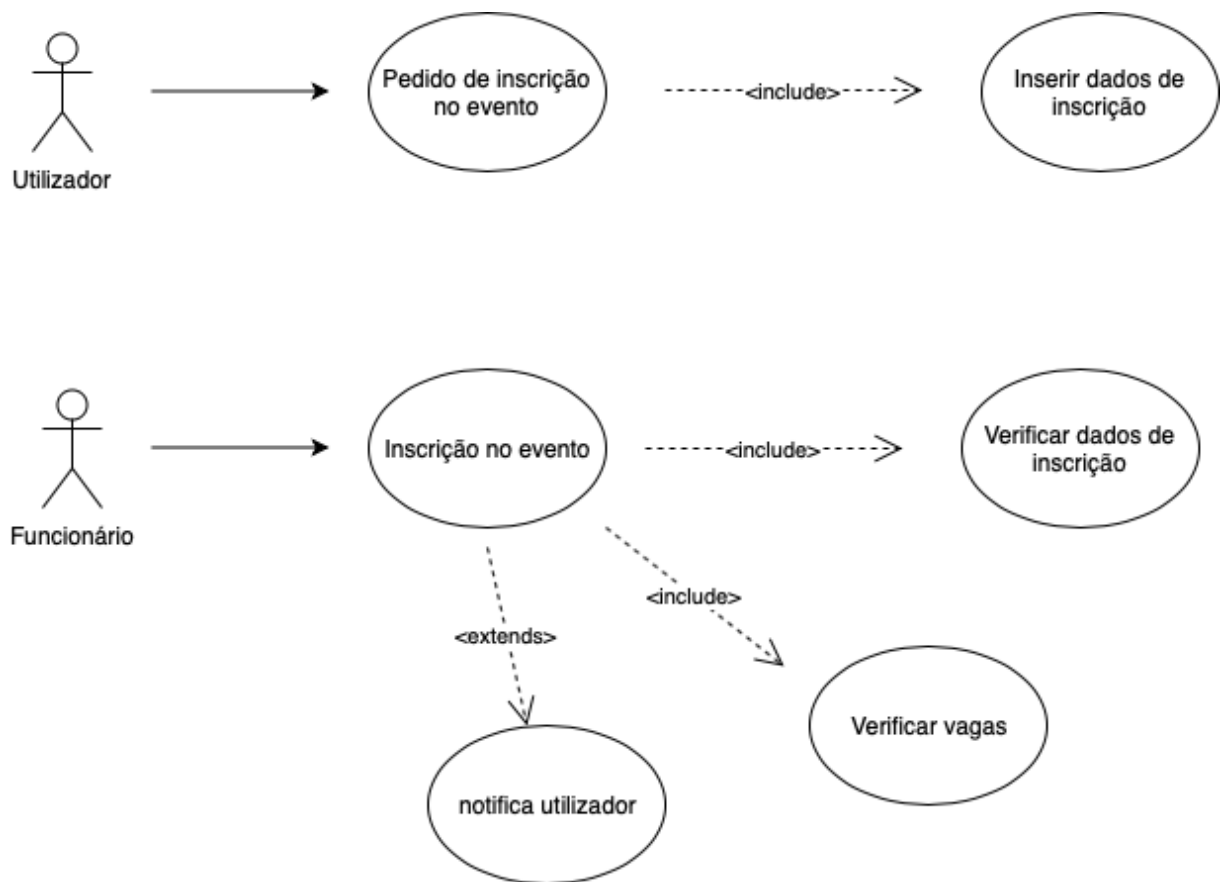 Pedido de inscrição
no evento
<include>
Inserir dados de
inscrição
Utilizador
Inscrição no evento
<include>
Verificar dados de
inscrição
Funcionário
<include>
<extends>
Verificar vagas
notifica utilizador